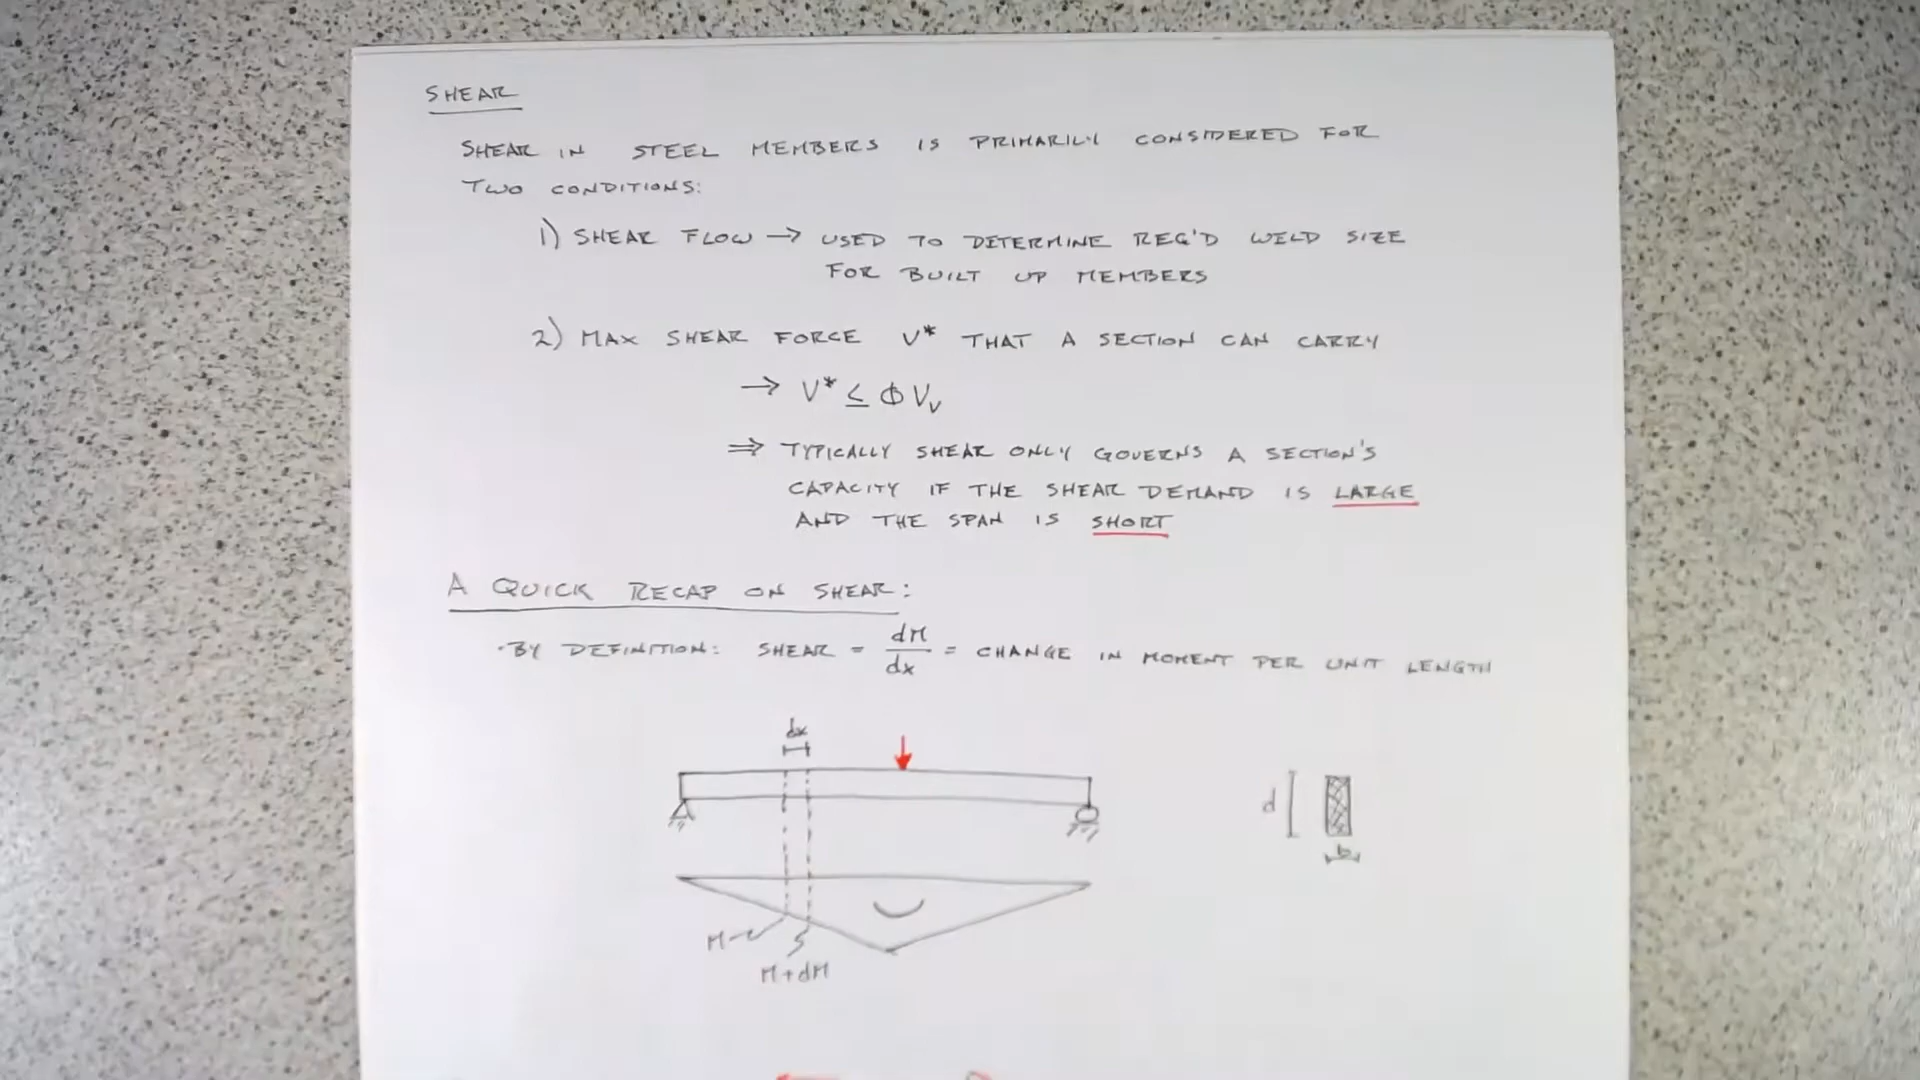 SHEAR
SHEAR IN STEEL MEMBERS IS PRIMARILY CONSIDERED FOR
TWO CONDITIONS:
1) SHEAR FLOW → USED TO DETERMINE REQ'D WELD SIZE
FOR BUILT UP MEMBERS
2) MAX SHEAR FORCE V* THAT A SECTION CAN CARRY
→ V* ≤ ϕVv
⇒ TYPICALLY SHEAR ONLY GOVERNS A SECTION'S
CAPACITY IF THE SHEAR DEMAND IS LARGE
AND THE SPAN IS SHORT
A QUICK RECAP ON SHEAR:
·BY DEFINITION: SHEAR = dM/dx = CHANGE IN MOMENT PER UNIT LENGTH
dx
d
b
M
M+dM